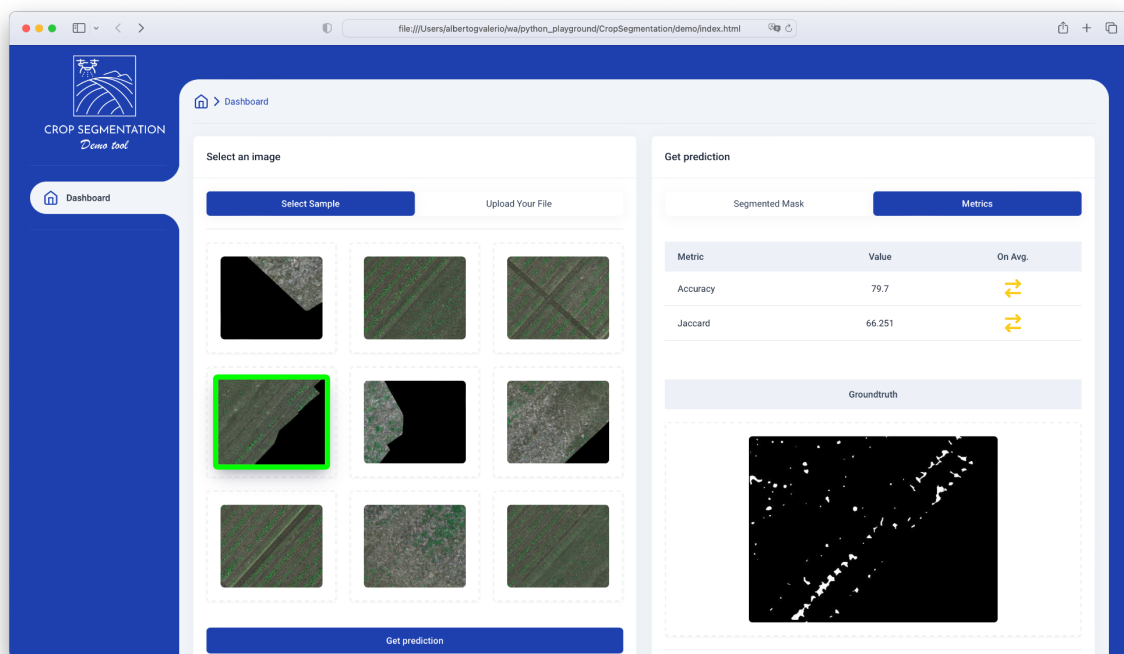 file:///Users/albertogvalerio/wa/python_playground/CropSegmentation/demo/index.html
CROP SEGMENTATION
Demo tool
Dashboard
Dashboard
Select an image
Select Sample
Upload Your File
Get prediction
Get prediction
Segmented Mask
Metrics
Metric
Value
On Avg.
Accuracy
79.7
Jaccard
66.251
Groundtruth